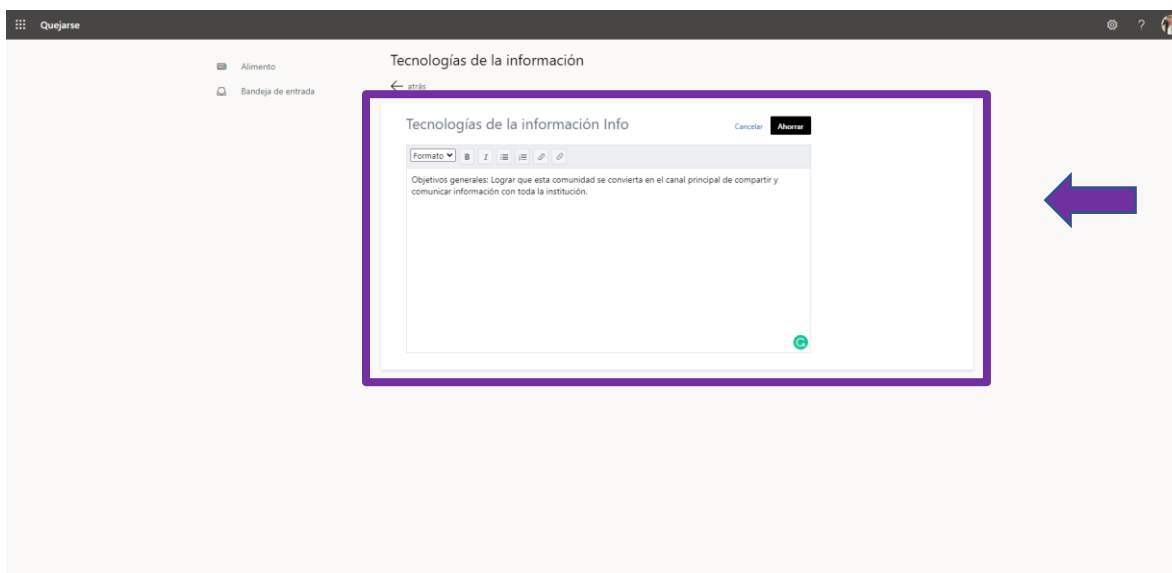 Quejarse
?
Alimento
Bandeja de entrada
Tecnologías de la información
atrás
Tecnologías de la información Info
Cancelar
Ahorrar
Formato
B
I
Objetivos generales: Lograr que esta comunidad se convierta en el canal principal de compartir y
comunicar información con toda la institución.